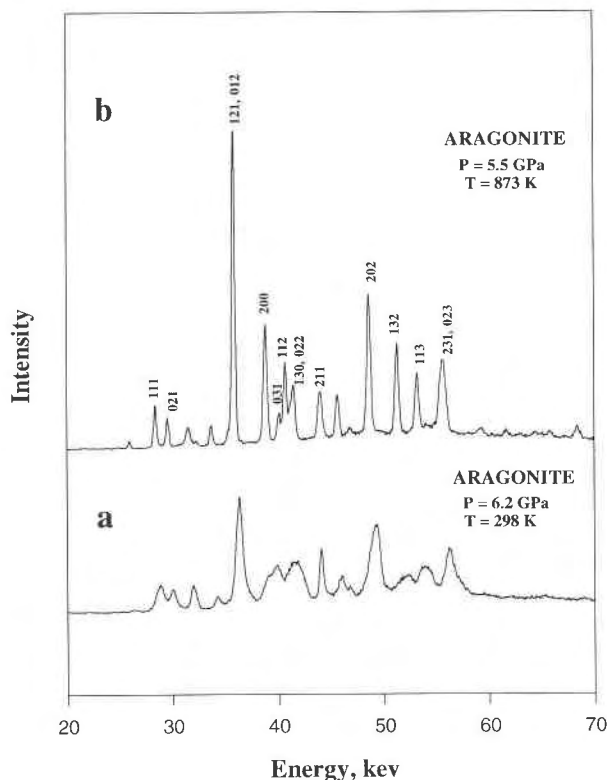 b
121, 012
ARAGONITE
P = 5.5 GPa
T = 873 K
202
200
132
112
130, 022
231, 023
113
031
211
111
021
Intensity
ARAGONITE
P = 6.2 GPa
T = 298 K
a
20 30 40 50 60 70
Energy, kev